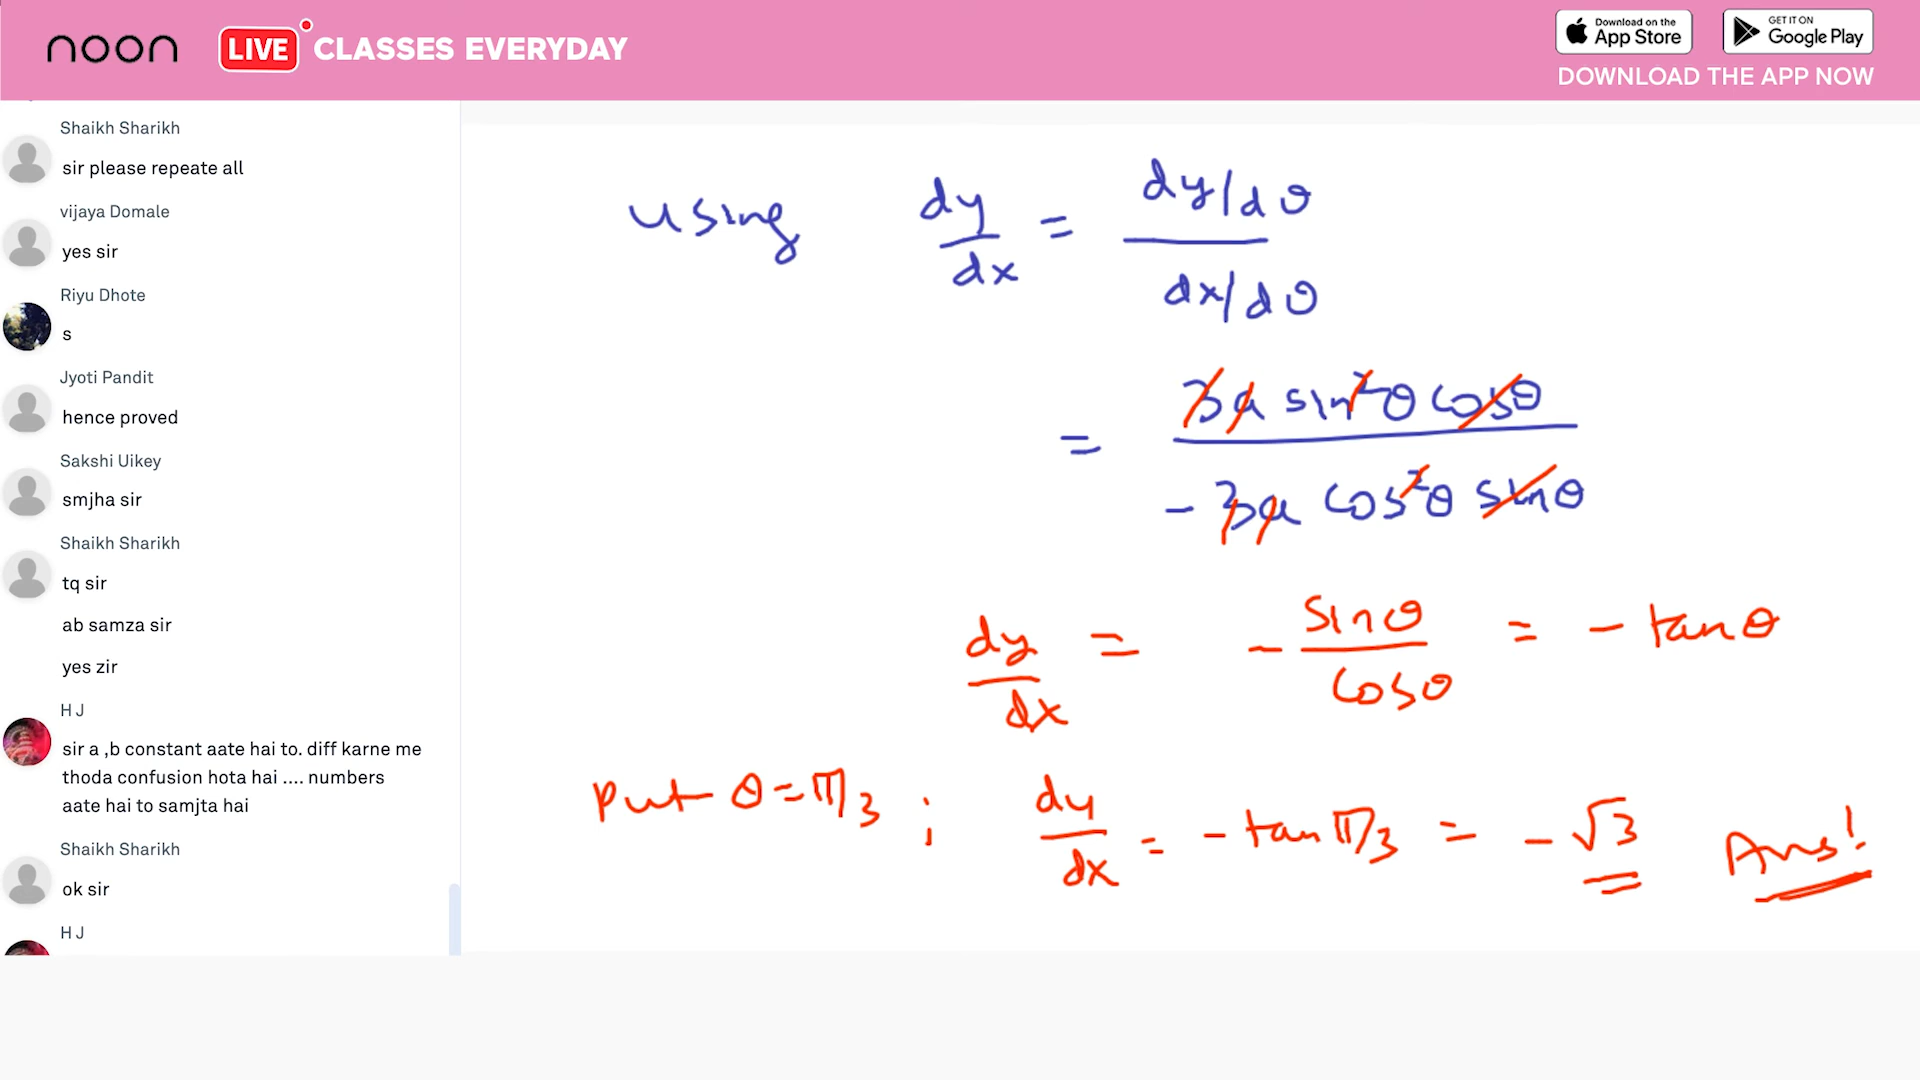 noon LIVE CLASSES EVERYDAY
Download on the App Store
GET IT ON Google Play
DOWNLOAD THE APP NOW
Shaikh Sharikh
sir please repeat all
vijaya Domale
yes sir
Riyu Dhote
s
Jyoti Pandit
hence proved
Sakshi Uikey
smjha sir
Shaikh Sharikh
tq sir
ab samza sir
yes zir
H J
sir a ,b constant aate hai to. diff karne me
thoda confusion hota hai .... numbers
aate hai to samjta hai
Shaikh Sharikh
ok sir
H J
using dy/dx = (dy/dθ)/(dx/dθ)
= 3a sin²θ cosθ / -3a cos²θ sinθ
dy/dx = - sinθ/cosθ = - tanθ
put θ = π/3 ; dy/dx = - tan π/3 = - √3 Ans!